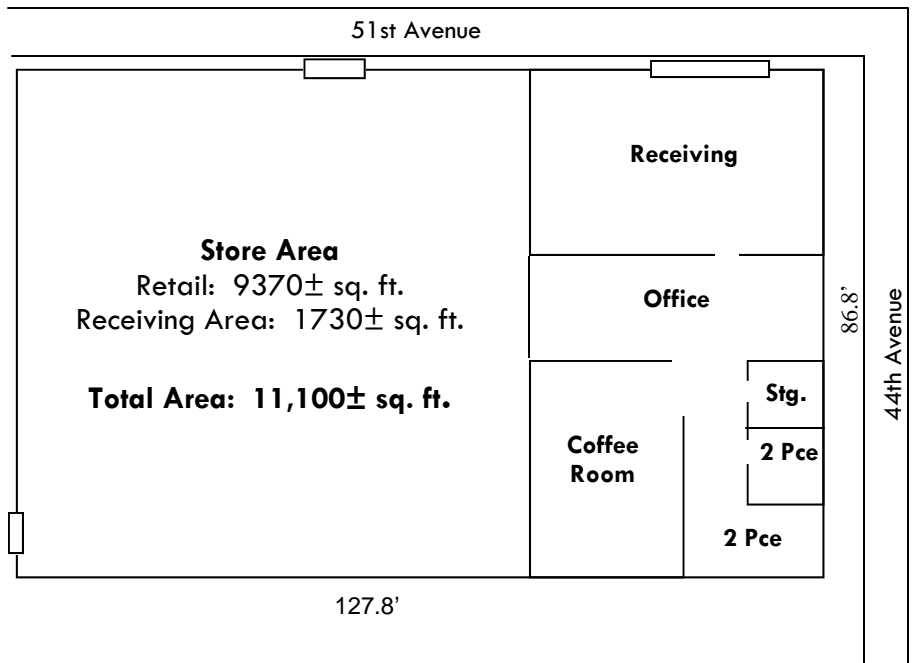 51st Avenue
Receiving
Store Area
Retail: 9370± sq. ft.
Receiving Area: 1730± sq. ft.
Total Area: 11,100± sq. ft.
Office
86.8’
44th Avenue
Stg.
2 Pce
Coffee
Room
2 Pce
127.8’